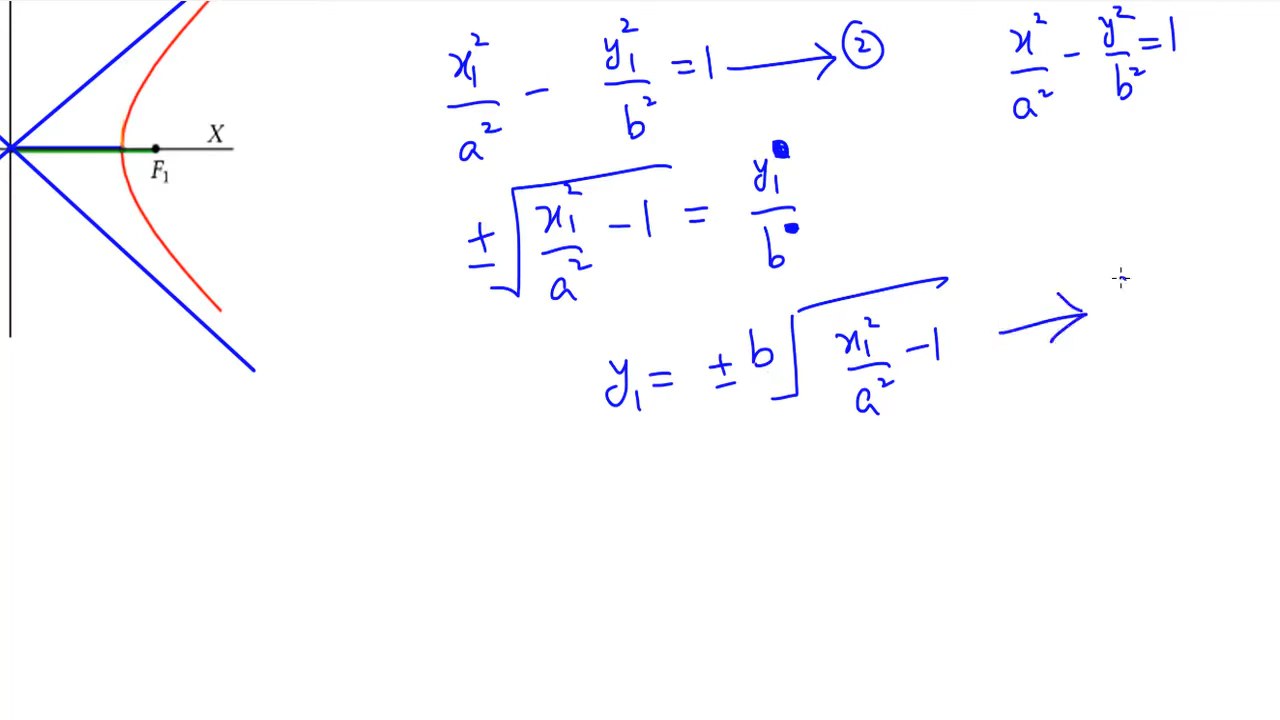 x₁²/a² - y₁²/b² = 1 ⟶ ②
x²/a² - y²/b² = 1
X
F₁
±√(x₁²/a² - 1) = y₁/b
y₁ = ± b√(x₁²/a² - 1) ⟶